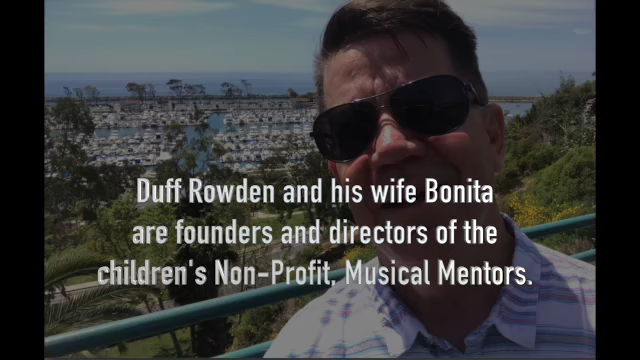 Duff Rowden and his wife Bonita
are founders and directors of the
children's Non-Profit, Musical Mentors.